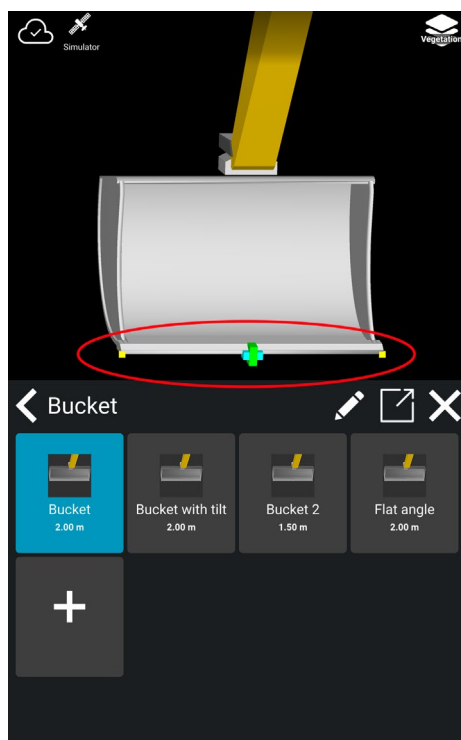 Simulator
Vegetation
Bucket
Bucket
2.00 m
Bucket with tilt
2.00 m
Bucket 2
1.50 m
Flat angle
2.00 m